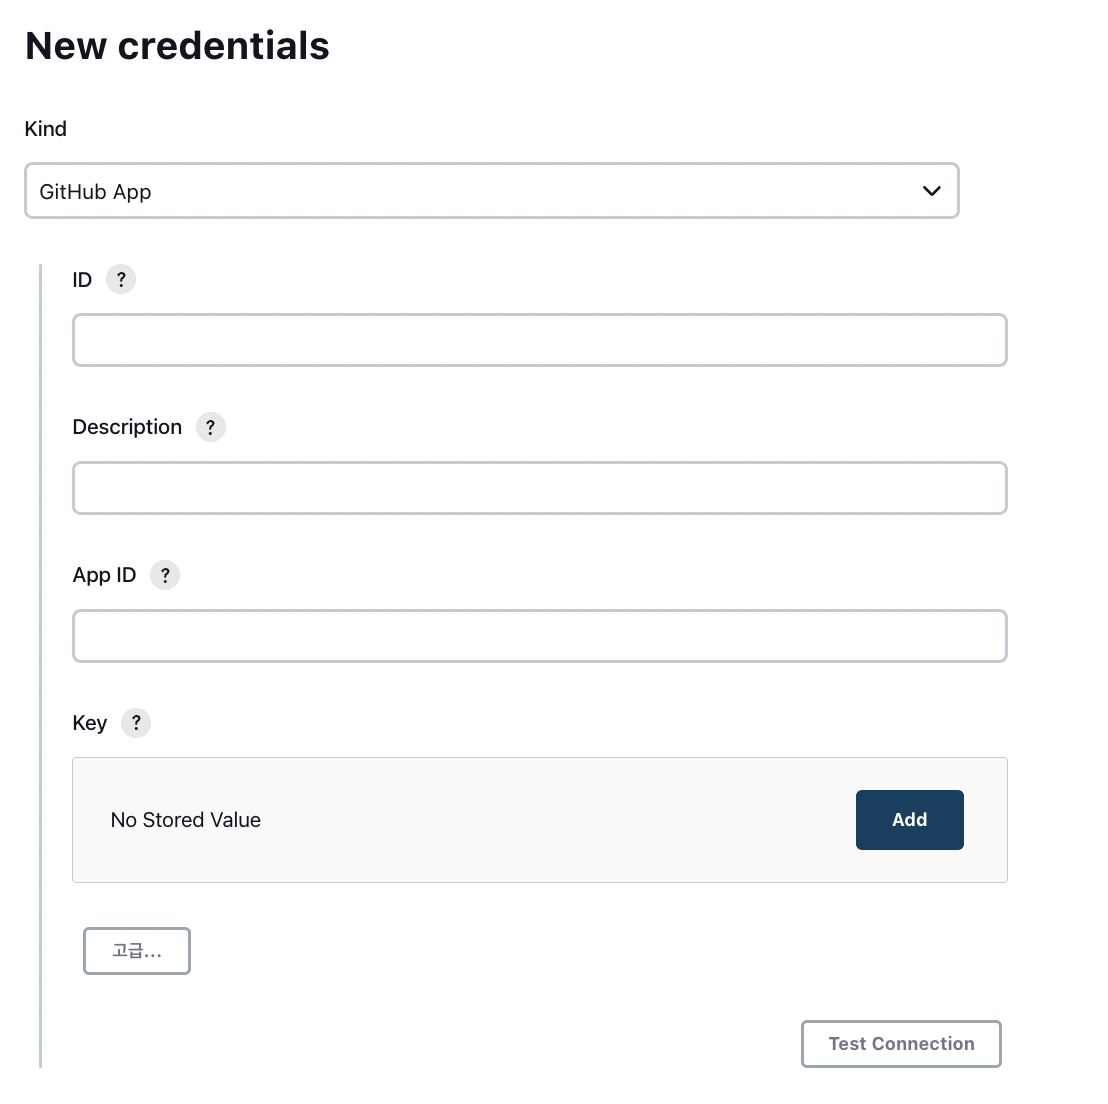 New credentials
Kind
GitHub App
ID ?
Description ?
App ID ?
Key ?
No Stored Value
Add
고급...
Test Connection